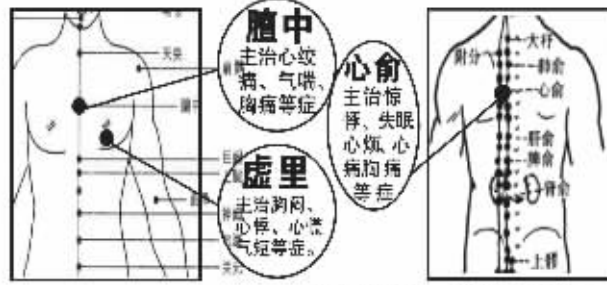 膻中
主治心绞
痛、气喘、
胸痛等症
虚里
主治胸闷、
心悸、心慌
气短等症。
心俞
主治惊
悸、失眠
心烦、心
痛胸痛
等症
天突
膻中
巨阙
关元
大杼
附分
肺俞
心俞
肝俞
脾俞
肾俞
上髎